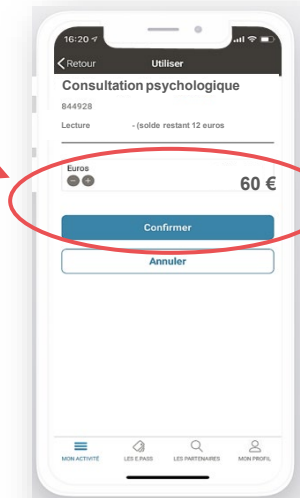 16:20
Retour Utiliser
Consultation psychologique
844928
Lecture - (solde restant 12 euros
Euros
60 €
Confirmer
Annuler
MON ACTIVITÉ LES E.PASS LES PARTENAIRES MON PROFIL